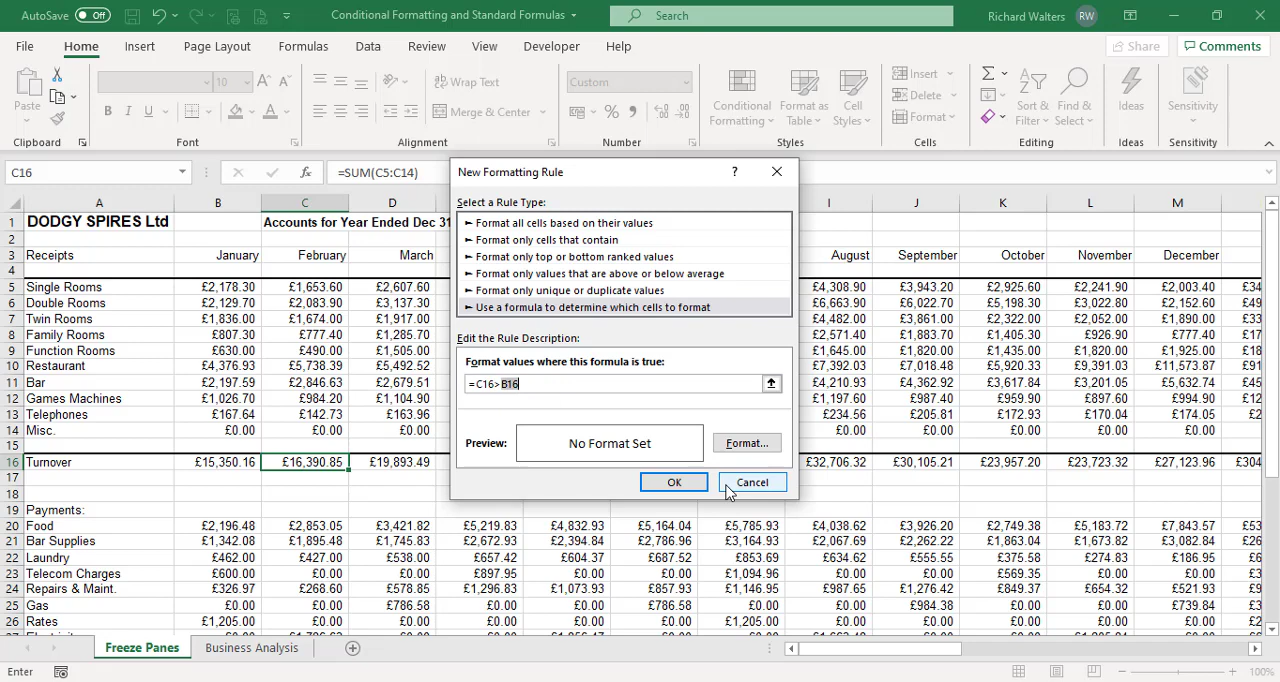 AutoSave Off Conditional Formatting and Standard Formulas Search Richard Walters RW
File Home Insert Page Layout Formulas Data Review View Developer Help Share Comments
Paste 10 Wrap Text Merge & Center Custom Conditional Formatting Format as Table Cell Styles Insert Delete Format Sort & Filter Find & Select Ideas Sensitivity
Clipboard Font Alignment Number Styles Cells Editing Ideas Sensitivity
C16 =SUM(C5:C14)
A B C D I J K L M
1 DODGY SPIRES Ltd Accounts for Year Ended Dec 31
2
3 Receipts January February March August September October November December
4
5 Single Rooms £2,178.30 £1,653.60 £2,607.60 £4,308.90 £3,943.20 £2,925.60 £2,241.90 £2,003.40 £34
6 Double Rooms £2,129.70 £2,083.90 £3,137.30 £6,663.90 £6,022.70 £5,198.30 £3,022.80 £2,152.60 £49
7 Twin Rooms £1,836.00 £1,674.00 £1,917.00 £4,482.00 £3,861.00 £2,322.00 £2,052.00 £1,890.00 £34
8 Family Rooms £807.30 £777.40 £1,285.70 £2,571.40 £1,883.70 £1,405.30 £926.90 £777.40 £17
9 Function Rooms £630.00 £490.00 £1,505.00 £1,645.00 £1,820.00 £1,435.00 £1,820.00 £1,925.00 £18
10 Restaurant £4,376.93 £5,738.39 £5,492.52 £7,392.03 £7,018.48 £5,920.33 £9,391.03 £11,573.87 £91
11 Bar £2,197.59 £2,846.63 £2,679.51 £4,210.93 £4,362.92 £3,617.84 £3,201.05 £5,632.74 £45
12 Games Machines £1,026.70 £984.20 £1,104.90 £1,197.60 £987.40 £959.90 £897.60 £994.90 £12
13 Telephones £167.64 £142.73 £163.96 £234.56 £205.81 £172.93 £170.04 £174.05 £2
14 Misc. £0.00 £0.00 £0.00 £0.00 £0.00 £0.00 £0.00 £0.00
15
16 Turnover £15,350.16 £16,390.85 £19,893.49 £32,706.32 £30,105.21 £23,957.20 £23,723.32 £27,123.96 £304
17
18
19 Payments:
20 Food £2,196.48 £2,853.05 £3,421.82 £5,219.83 £4,832.93 £5,164.04 £5,785.93 £4,038.62 £3,926.20 £2,749.38 £5,183.72 £7,843.57 £53
21 Bar Supplies £1,342.08 £1,895.48 £1,745.83 £2,672.93 £2,394.84 £2,786.96 £3,164.93 £2,067.69 £2,262.22 £1,863.04 £1,673.82 £3,082.84 £26
22 Laundry £462.00 £427.00 £538.00 £657.42 £604.37 £687.52 £853.69 £634.62 £555.55 £375.58 £274.83 £186.95 £6
23 Telecom Charges £600.00 £0.00 £0.00 £897.95 £0.00 £0.00 £1,094.96 £0.00 £0.00 £569.35 £0.00 £0.00 £3
24 Repairs & Maint. £326.97 £268.60 £578.85 £1,296.83 £1,073.93 £857.93 £1,146.95 £987.65 £1,276.42 £849.37 £654.32 £521.93 £9
25 Gas £0.00 £0.00 £786.58 £0.00 £0.00 £786.58 £0.00 £0.00 £984.38 £0.00 £0.00 £739.84 £3
26 Rates £1,205.00 £0.00 £0.00 £1,205.00 £0.00 £0.00 £1,205.00 £0.00 £0.00 £1,205.00 £0.00 £0.00 £4
New Formatting Rule ?
Select a Rule Type:
► Format all cells based on their values
► Format only cells that contain
► Format only top or bottom ranked values
► Format only values that are above or below average
► Format only unique or duplicate values
► Use a formula to determine which cells to format
Edit the Rule Description:
Format values where this formula is true:
=C16>B16
Preview: No Format Set Format...
OK Cancel
Freeze Panes Business Analysis
Enter 100%